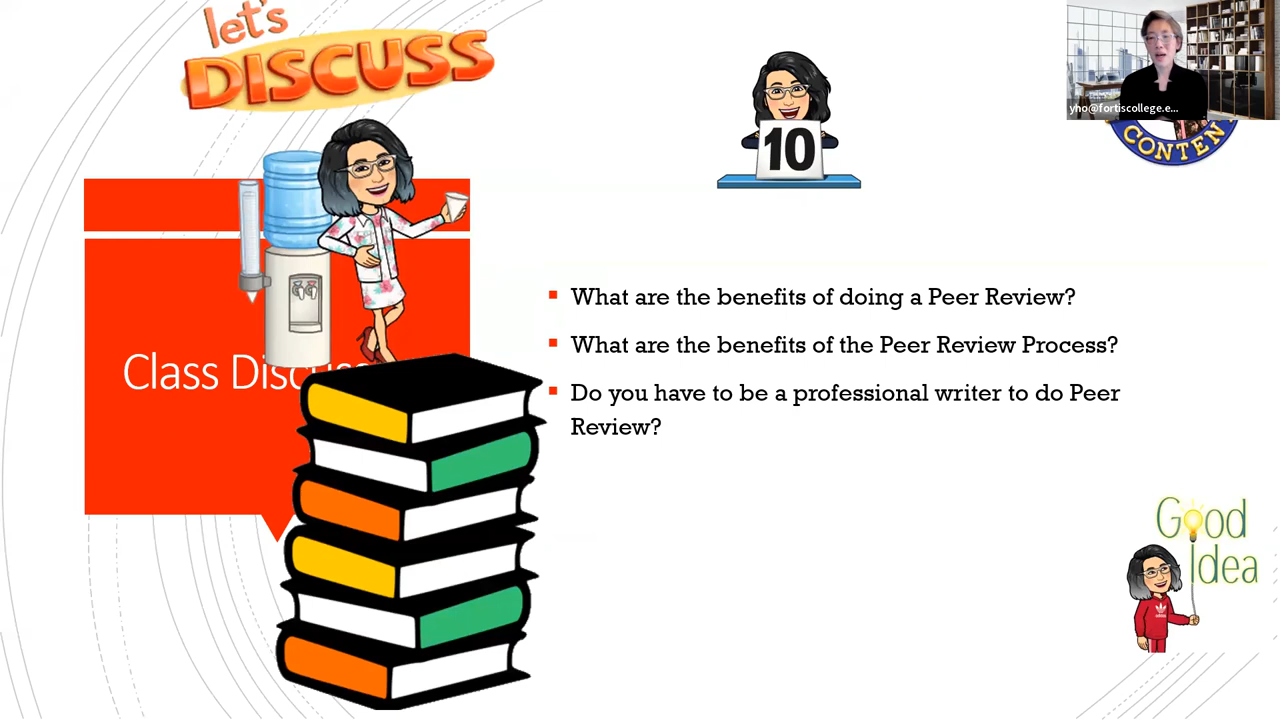 let's
DISCUSS
10
yho@fortiscollege.e...
CONTEN
What are the benefits of doing a Peer Review?
What are the benefits of the Peer Review Process?
Class Disc
Do you have to be a professional writer to do Peer
Review?
Good
Idea